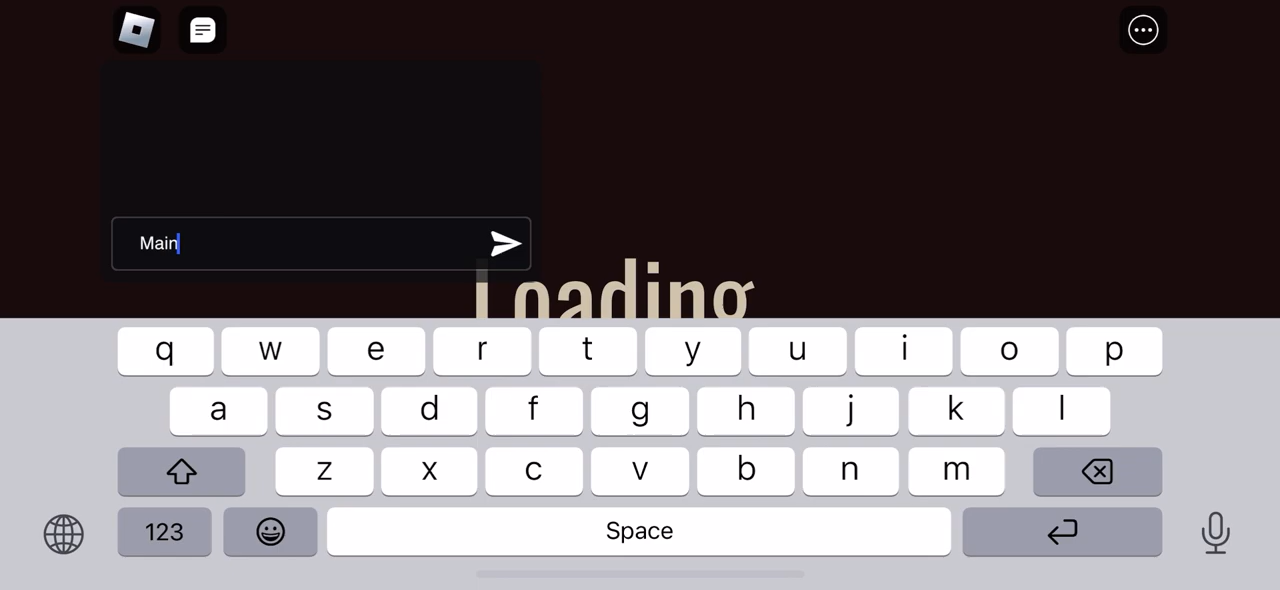 Main
Loading
q w e r t y u i o p
a s d f g h j k l
z x c v b n m
123 Space